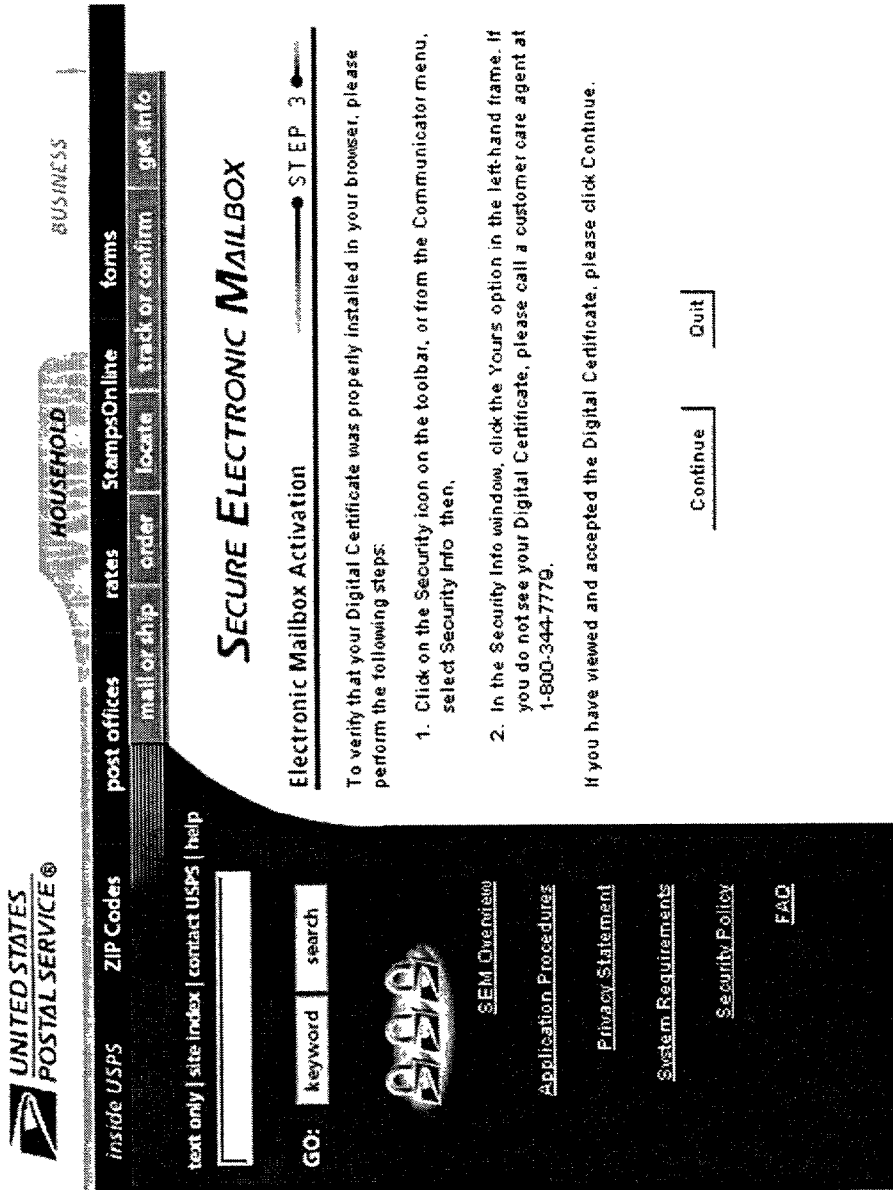 UNITED STATES
POSTAL SERVICE ®
HOUSEHOLD
BUSINESS
inside USPS
ZIP Codes
post offices
rates
StampsOnline
forms
mail or ship
order
locate
track or confirm
get info
text only | site index | contact USPS | help
GO:
keyword
search
SEM Overview
Application Procedures
Privacy Statement
System Requirements
Security Policy
FAQ
SECURE ELECTRONIC MAILBOX
Electronic Mailbox Activation
STEP 3
To verify that your Digital Certificate was properly installed in your browser, please
perform the following steps:
1. Click on the Security icon on the toolbar, or from the Communicator menu,
select Security Info then,
2. In the Security Info window, click the Yours option in the left-hand frame. If
you do not see your Digital Certificate, please call a customer care agent at
1-800-344-7779.
If you have viewed and accepted the Digital Certificate, please click Continue.
Continue
Quit